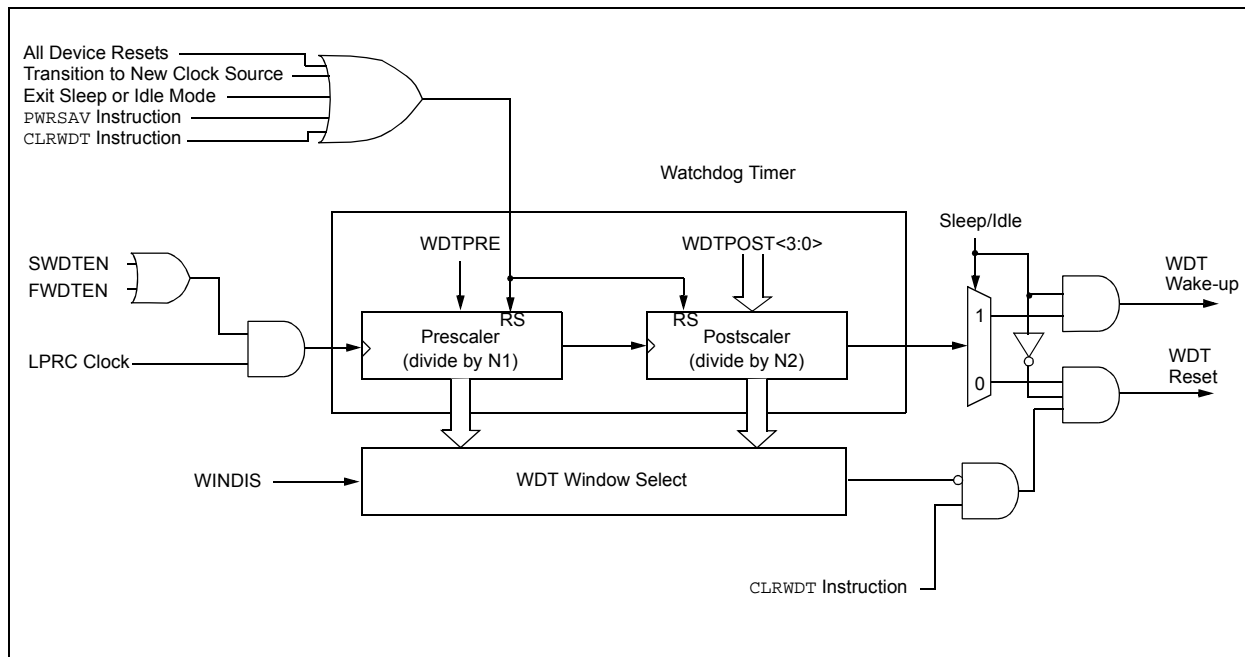 All Device Resets
Transition to New Clock Source
Exit Sleep or Idle Mode
PWRSAV Instruction
CLRWDT Instruction
Watchdog Timer
Sleep/Idle
WDTPRE
WDTPOST<3:0>
SWDTEN
FWDTEN
WDT
Wake-up
RS
RS
1
Prescaler
(divide by N1)
Postscaler
(divide by N2)
LPRC Clock
WDT
Reset
0
WINDIS
WDT Window Select
CLRWDT Instruction